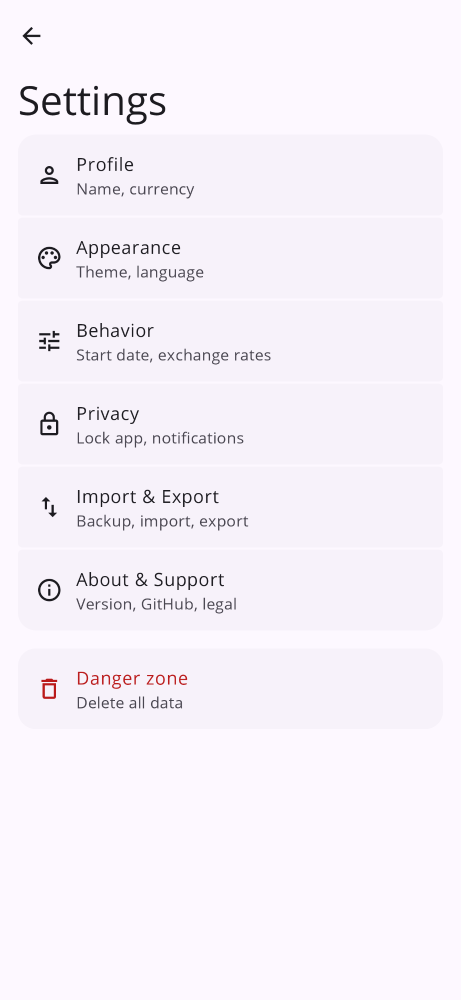 Settings
Profile
Name, currency
Appearance
Theme, language
Behavior
Start date, exchange rates
Privacy
Lock app, notifications
Import & Export
Backup, import, export
About & Support
Version, GitHub, legal
Danger zone
Delete all data